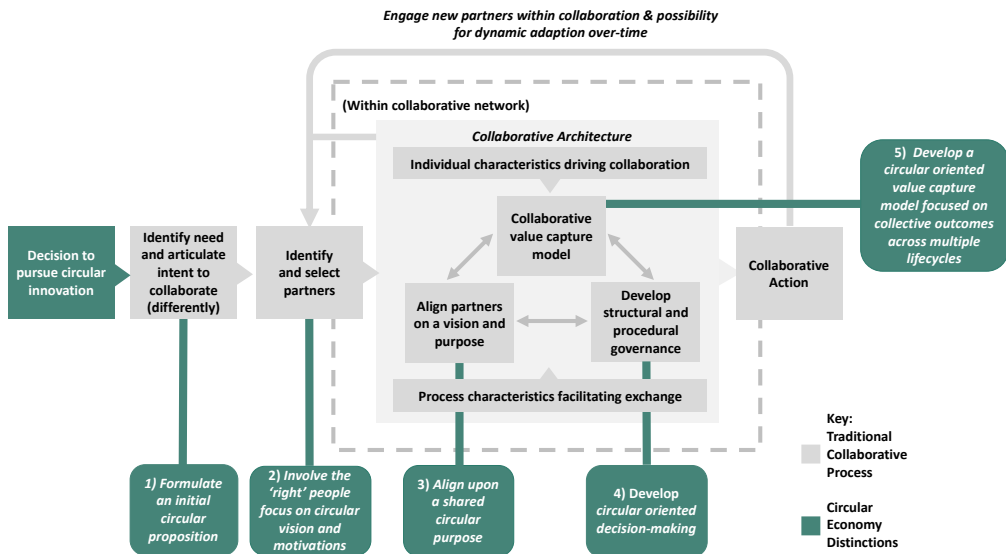 Engage new partners within collaboration & possibility
for dynamic adaption over-time
(Within collaborative network)
Collaborative Architecture
Individual characteristics driving collaboration
Collaborative
value capture
model
Decision to
pursue circular
innovation
Identify need
and articulate
intent to
collaborate
(differently)
Identify
and select
partners
Align partners
on a vision and
purpose
Develop
structural and
procedural
governance
Process characteristics facilitating exchange
Collaborative
Action
5) Develop a
circular oriented
value capture
model focused on
collective outcomes
across multiple
lifecycles
1) Formulate
an initial
circular
proposition
2) Involve the
‘right’ people
focus on circular
vision and
motivations
3) Align upon
a shared
circular
purpose
4) Develop
circular oriented
decision-making
Key:
Traditional
Collaborative
Process
Circular
Economy
Distinctions